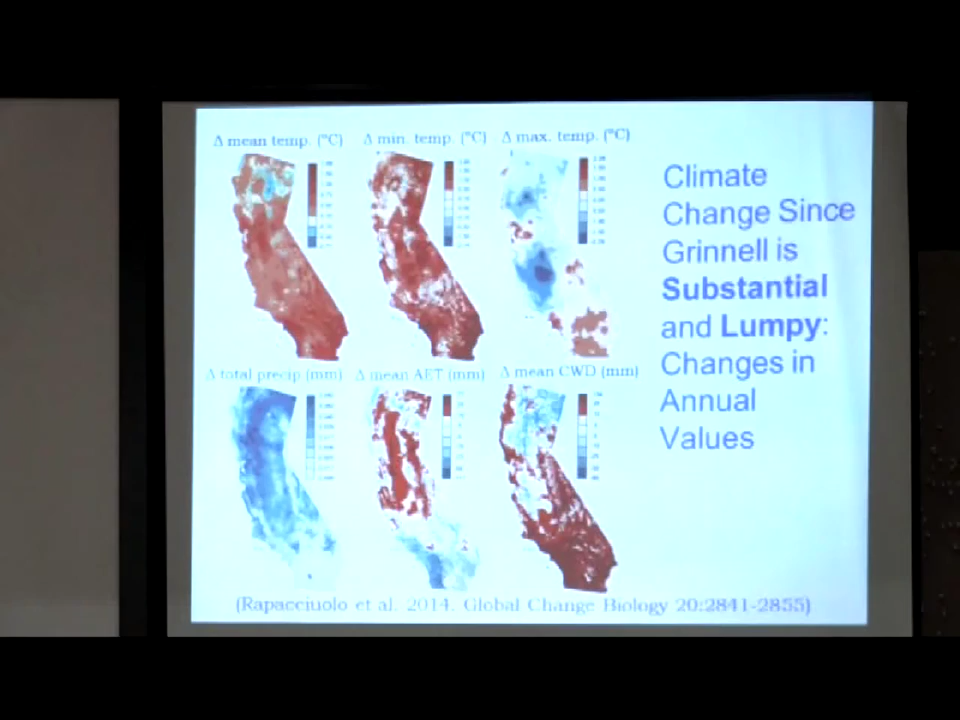 Δ mean temp. (°C) Δ min. temp. (°C) Δ max. temp. (°C)
Climate
Change Since
Grinnell is
Substantial
and Lumpy:
Changes in
Annual
Values
Δ total precip (mm) Δ mean AET (mm) Δ mean CWD (mm)
(Rapacciuolo et al. 2014. Global Change Biology 20:2841-2855)